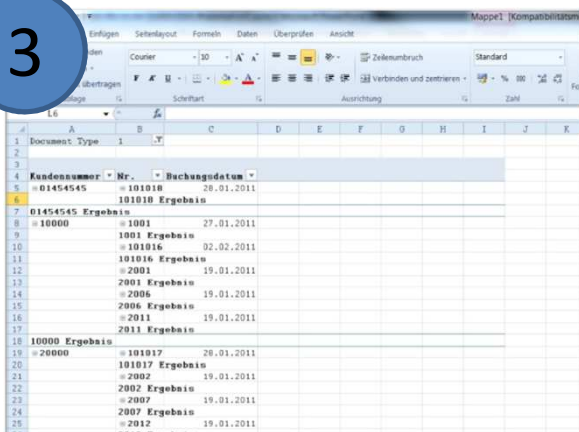 3
Mappe1 [Kompatibilitätsm
Einfügen Seitenlayout Formeln Daten Überprüfen Ansicht
Courier 10 A A Zeilenumbruch Standard
übertragen F K U A Verbinden und zentrieren % 000
Schriftart Ausrichtung Zahl
L6 fx
A B C D E F G H I J K
1 Document Type 1
2
3
4 Kundennummer Nr. Buchungsdatum
5 01454545 101018 28.01.2011
6 101018 Ergebnis
7 01454545 Ergebnis
8 10000 1001 27.01.2011
9 1001 Ergebnis
10 101016 02.02.2011
11 101016 Ergebnis
12 2001 19.01.2011
13 2001 Ergebnis
14 2006 19.01.2011
15 2006 Ergebnis
16 2011 19.01.2011
17 2011 Ergebnis
18 10000 Ergebnis
19 20000 101017 28.01.2011
20 101017 Ergebnis
21 2002 19.01.2011
22 2002 Ergebnis
23 2007 19.01.2011
24 2007 Ergebnis
25 2012 19.01.2011